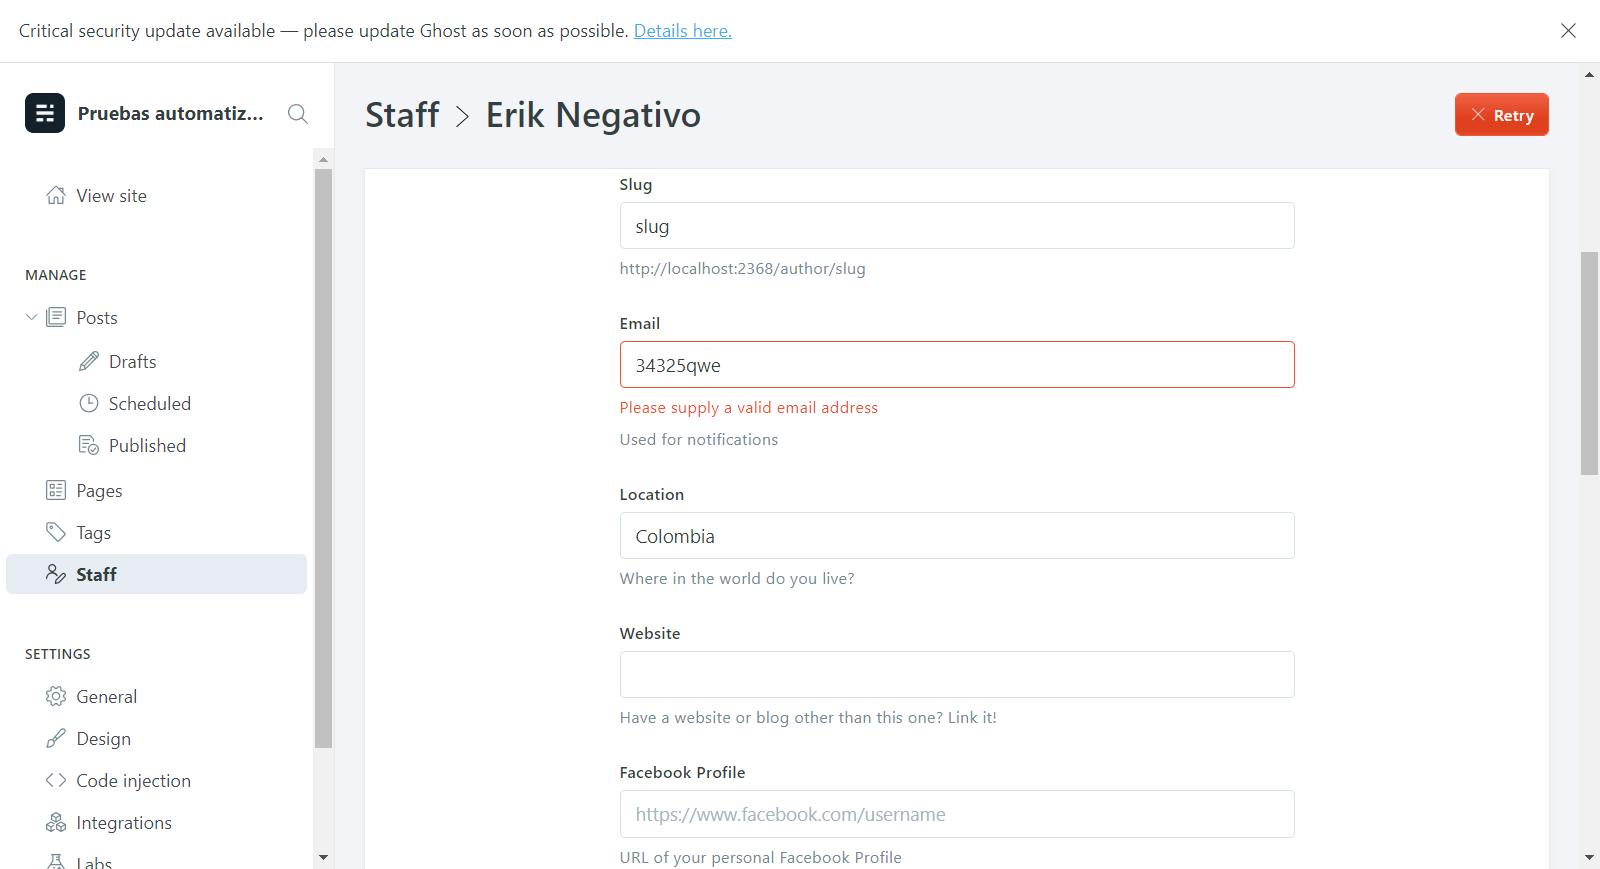 Critical security update available — please update Ghost as soon as possible. Details here.
Pruebas automatiz...
View site
MANAGE
Posts
Drafts
Scheduled
Published
Pages
Tags
Staff
SETTINGS
General
Design
Code injection
Integrations
Labs
Staff > Erik Negativo
Retry
Slug
slug
http://localhost:2368/author/slug
Email
34325qwe
Please supply a valid email address
Used for notifications
Location
Colombia
Where in the world do you live?
Website
Have a website or blog other than this one? Link it!
Facebook Profile
https://www.facebook.com/username
URL of your personal Facebook Profile